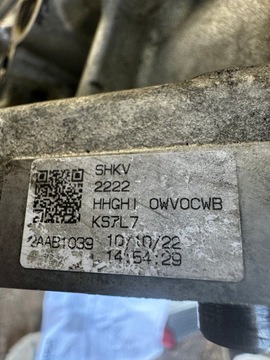 SHKV
2222
HHGHI OWVOCWB
KS7L7
2AAB1039 10/10/22
14:54:29